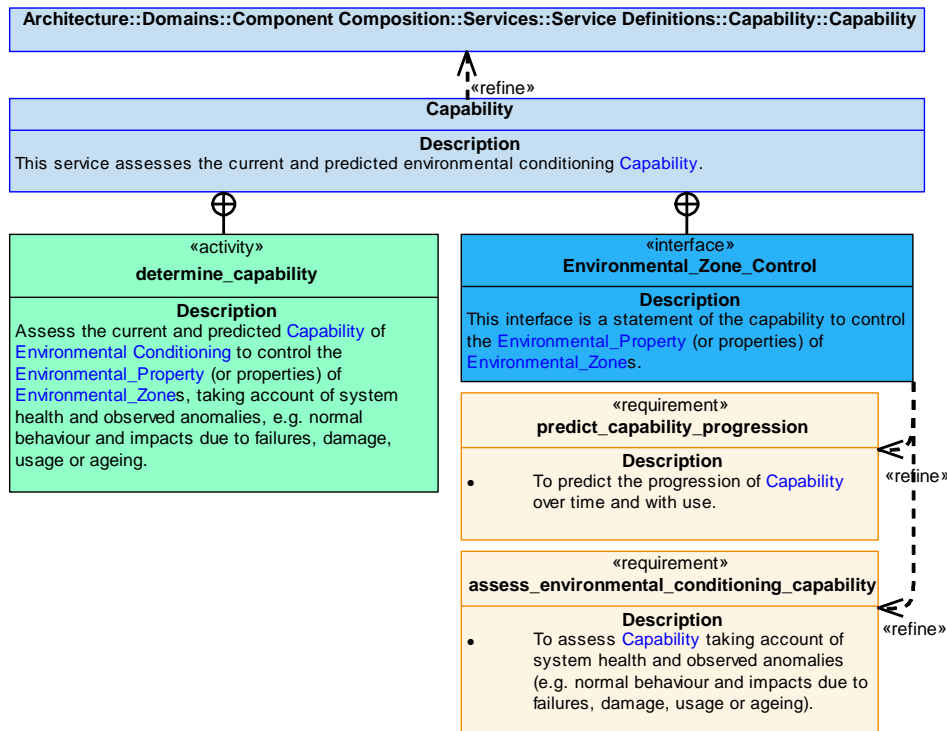 Architecture::Domains::Component Composition::Services::Service Definitions::Capability::Capability
«refine»
Capability
Description
This service assesses the current and predicted environmental conditioning Capability.
«activity»
determine_capability
Description
Assess the current and predicted Capability of
Environmental Conditioning to control the
Environmental_Property (or properties) of
Environmental_Zones, taking account of system
health and observed anomalies, e.g. normal
behaviour and impacts due to failures, damage,
usage or ageing.
«interface»
Environmental_Zone_Control
Description
This interface is a statement of the capability to control
the Environmental_Property (or properties) of
Environmental_Zones.
«requirement»
predict_capability_progression
Description
• To predict the progression of Capability
over time and with use.
«refine»
«requirement»
assess_environmental_conditioning_capability
Description
• To assess Capability taking account of
system health and observed anomalies
(e.g. normal behaviour and impacts due to
failures, damage, usage or ageing).
«refine»